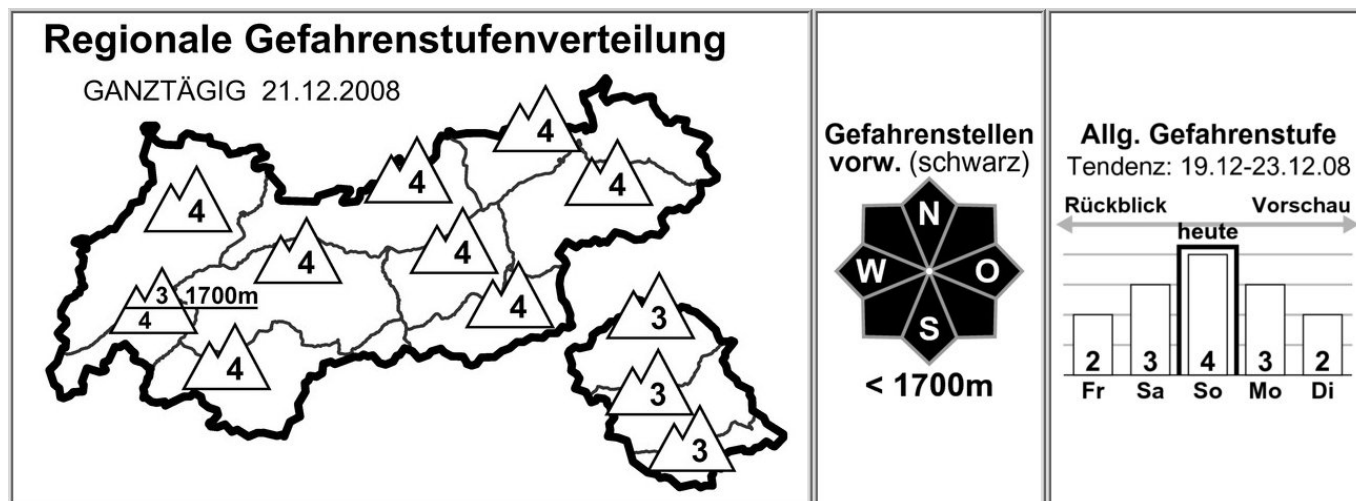 Regionale Gefahrenstufenverteilung
GANZTÄGIG 21.12.2008
4
4
4
4
4
4
3 1700m
4
4
4
4
3
3
3
Gefahrenstellen
vorw. (schwarz)
N
W O
S
< 1700m
Allg. Gefahrenstufe
Tendenz: 19.12-23.12.08
Rückblick Vorschau
heute
2 3 4 3 2
Fr Sa So Mo Di